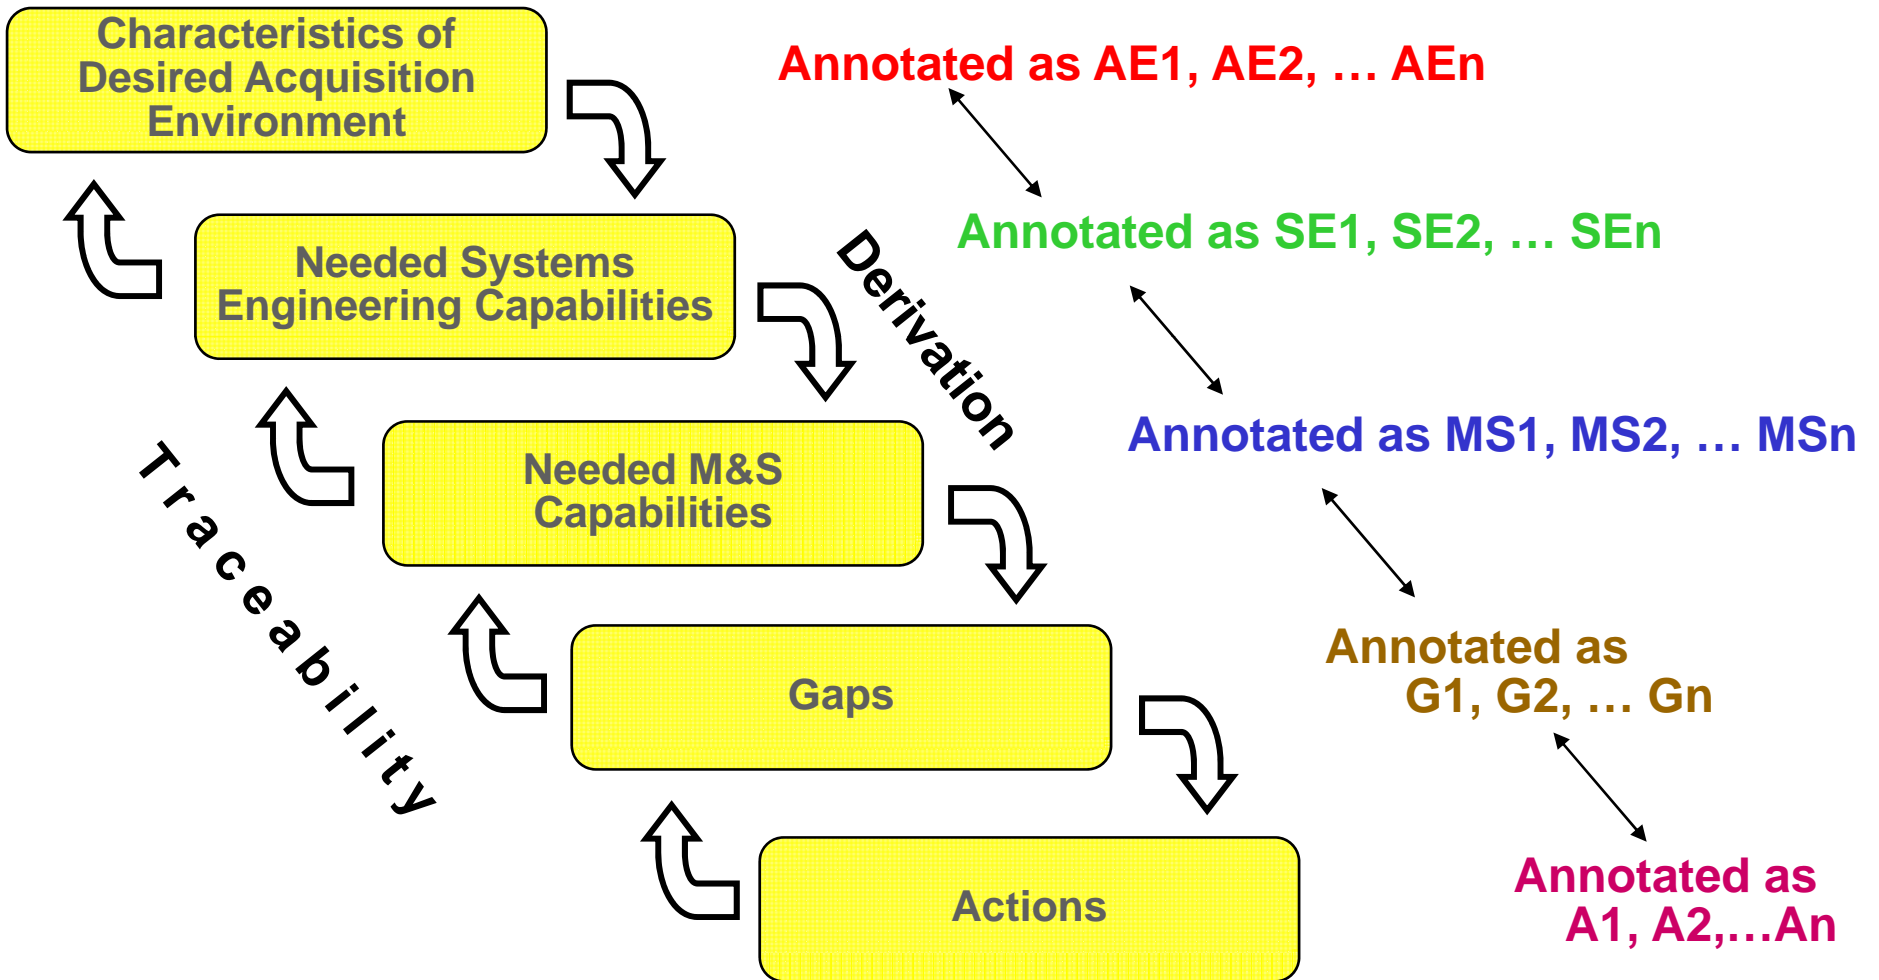 Characteristics of
Desired Acquisition
Environment
Annotated as AE1, AE2, … AEn
Needed Systems
Engineering Capabilities
Derivation
Annotated as SE1, SE2, … SEn
Needed M&S
Capabilities
Annotated as MS1, MS2, … MSn
Traceability
Gaps
Annotated as
G1, G2, … Gn
Actions
Annotated as
A1, A2,…An